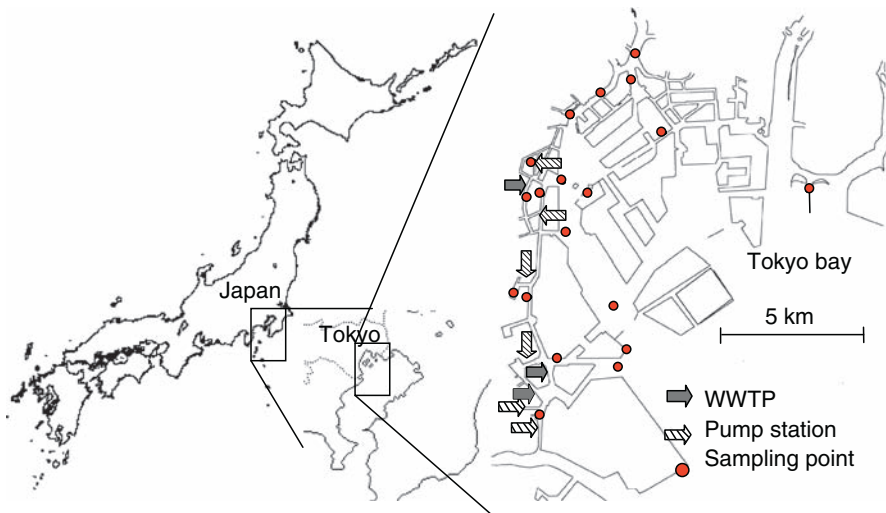 Japan
Tokyo
Tokyo bay
5 km
WWTP
Pump station
Sampling point